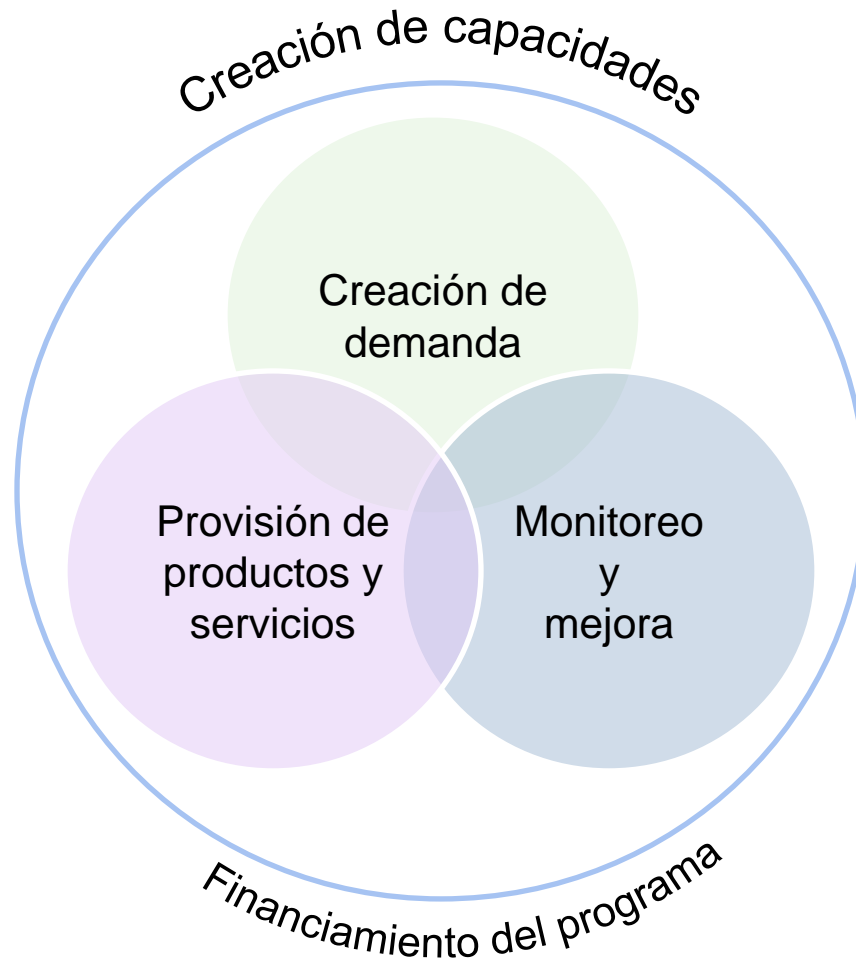 Creación de capacidades
Creación de
demanda
Provisión de
productos y
servicios
Monitoreo
y
mejora
Financiamiento del programa